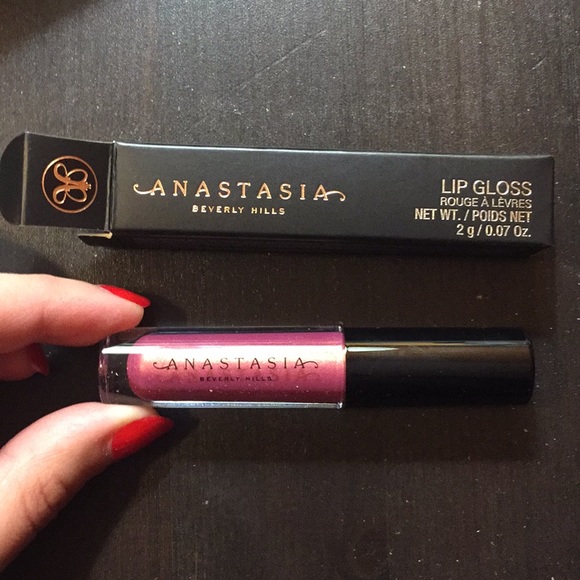 ANASTASIA
BEVERLY HILLS
LIP GLOSS
ROUGE À LÈVRES
NET WT. / POIDS NET
2 g / 0.07 Oz.
ANASTASIA
BEVERLY HILLS